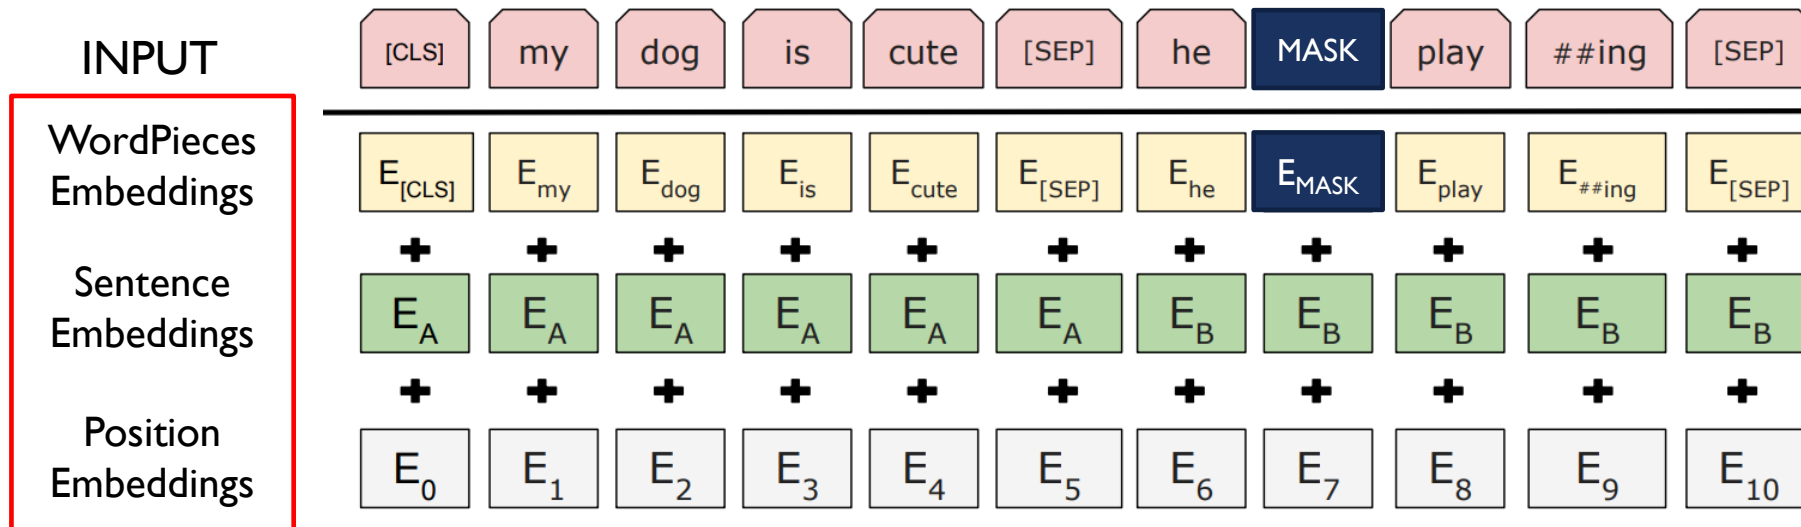 INPUT [CLS] my dog is cute [SEP] he MASK play ##ing [SEP]
WordPieces
Embeddings
E[CLS] Emy Edog Eis Ecute E[SEP] Ehe EMASK Eplay E##ing E[SEP]
+ + + + + + + + + + +
Sentence
Embeddings
EA EA EA EA EA EA EB EB EB EB EB
+ + + + + + + + + + +
Position
Embeddings
E0 E1 E2 E3 E4 E5 E6 E7 E8 E9 E10